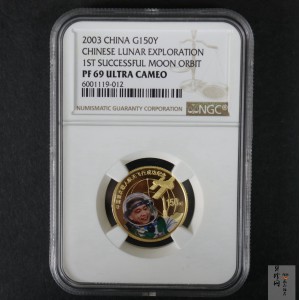 2003 CHINA G150Y
CHINESE LUNAR EXPLORATION
1ST SUCCESSFUL MOON ORBIT
PF 69 ULTRA CAMEO
6001119-012
NUMISMATIC GUARANTY CORPORATION
NGC
150